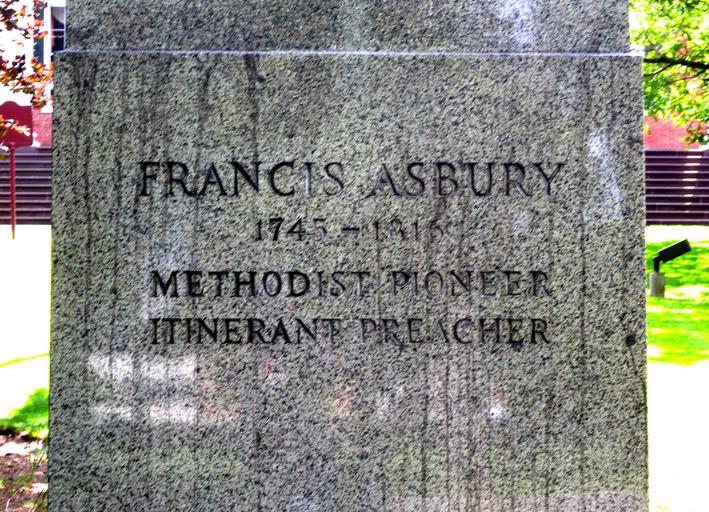 FRANCIS ASBURY
1745 – 1816
METHODIST PIONEER
ITINERANT PREACHER